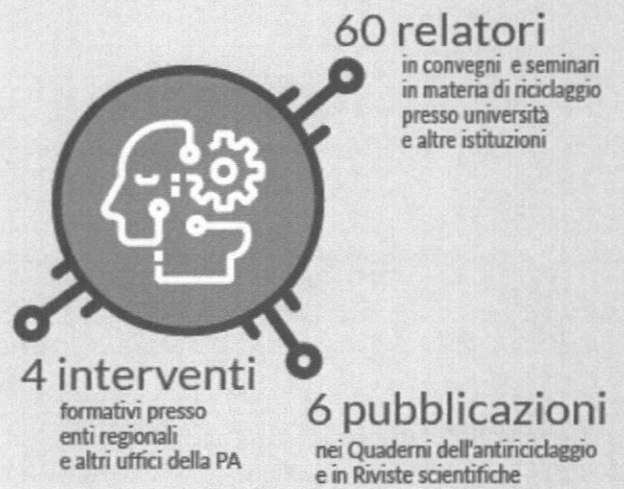 60 relatori
in convegni e seminari
in materia di riciclaggio
presso università
e altre istituzioni
4 interventi
formativi presso
enti regionali
e altri uffici della PA
6 pubblicazioni
nei Quaderni dell'antiriciclaggio
e in Riviste scientifiche